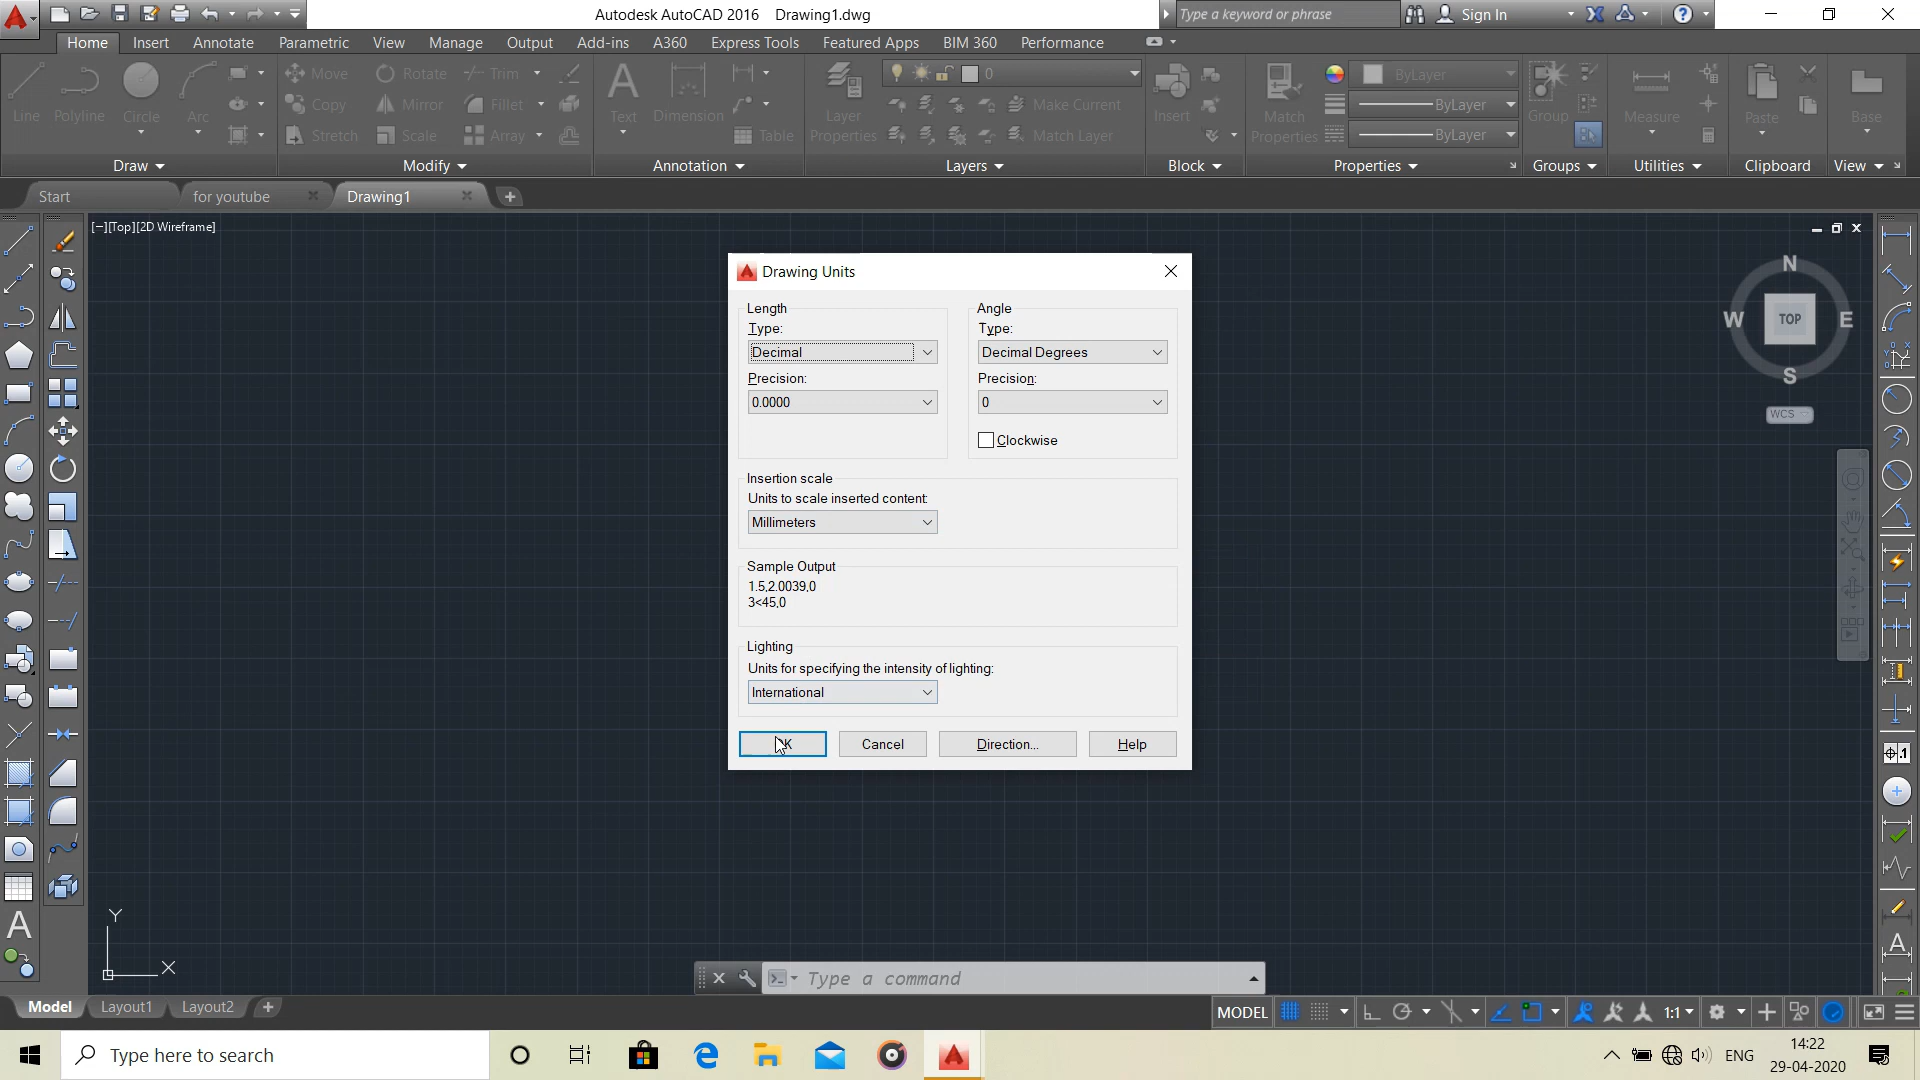 Autodesk AutoCAD 2016 Drawing1.dwg
Type a keyword or phrase
Sign In
Home Insert Annotate Parametric View Manage Output Add-ins A360 Express Tools Featured Apps BIM 360 Performance
Line Polyline Circle Arc
Move Rotate Trim
Copy Mirror Fillet
Stretch Scale Array
Text Dimension Table
Layer Properties
0
Make Current
Match Layer
Insert
Match Properties
ByLayer
ByLayer
ByLayer
Group
Measure
Paste
Base
Draw Modify Annotation Layers Block Properties Groups Utilities Clipboard View
Start for youtube Drawing1
[−][Top][2D Wireframe]
N
W TOP E
S
WCS
Drawing Units
Length
Type:
Decimal
Precision:
0.0000
Angle
Type:
Decimal Degrees
Precision:
0
Clockwise
Insertion scale
Units to scale inserted content:
Millimeters
Sample Output
1.5,2.0039,0
3<45,0
Lighting
Units for specifying the intensity of lighting:
International
OK Cancel Direction... Help
Y
X
Type a command
Model Layout1 Layout2
MODEL 1:1
Type here to search
ENG
14:22
29-04-2020